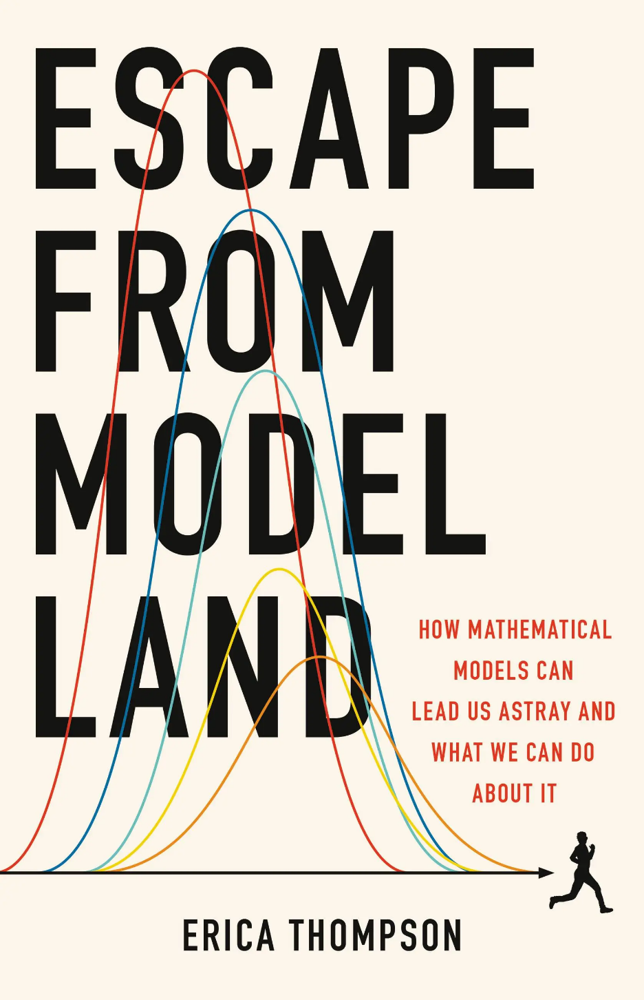 ESCAPE
FROM
MODEL
LAND
HOW MATHEMATICAL
MODELS CAN
LEAD US ASTRAY AND
WHAT WE CAN DO
ABOUT IT
ERICA THOMPSON